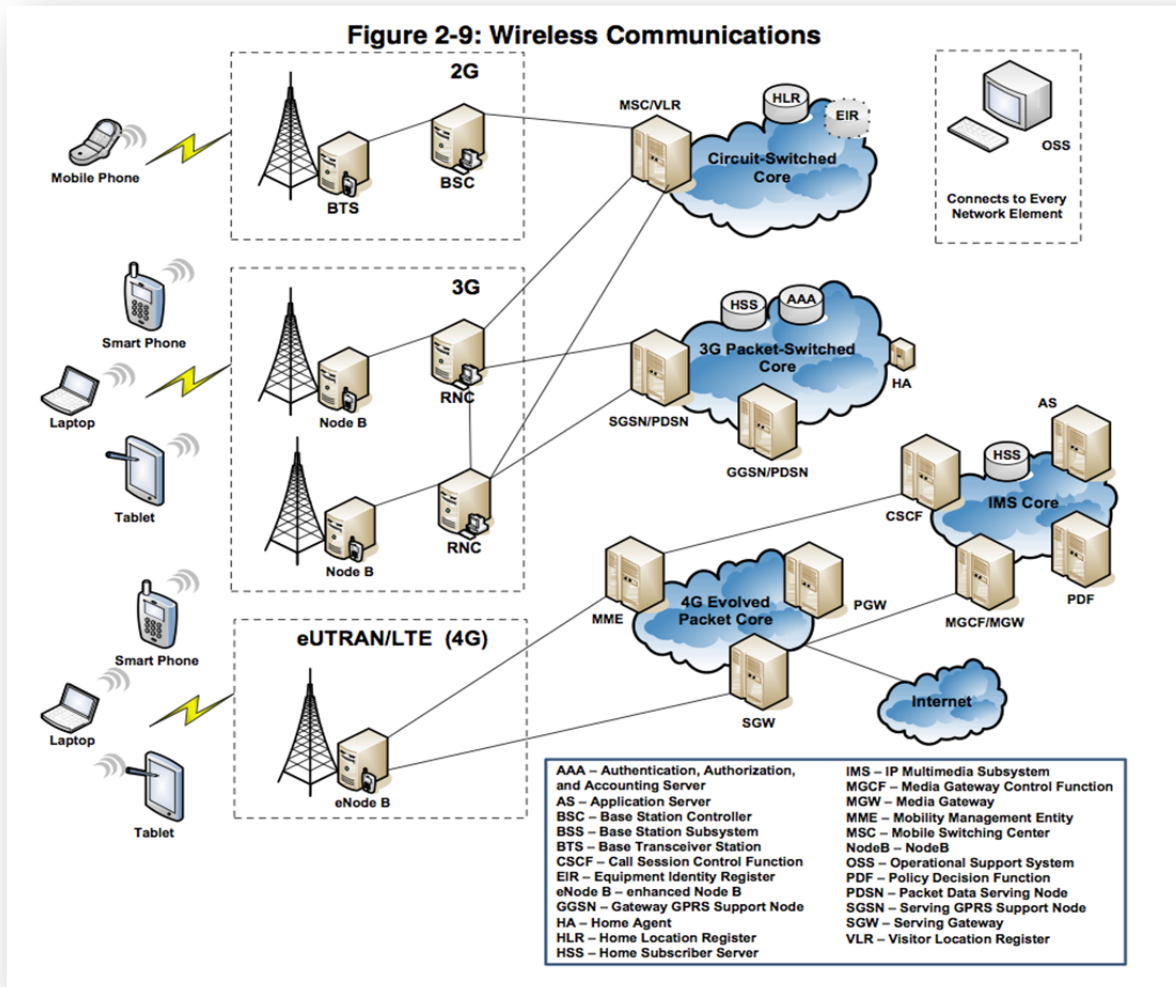 Figure 2-9: Wireless Communications
2G
Mobile Phone
BTS
BSC
MSC/VLR
HLR
EIR
Circuit-Switched
Core
OSS
Connects to Every
Network Element
3G
Smart Phone
Laptop
Tablet
Node B
RNC
Node B
RNC
SGSN/PDSN
HSS
AAA
3G Packet-Switched
Core
HA
GGSN/PDSN
AS
HSS
CSCF
IMS Core
PDF
MGCF/MGW
eUTRAN/LTE (4G)
Smart Phone
Laptop
Tablet
eNode B
MME
4G Evolved
Packet Core
PGW
SGW
Internet
AAA – Authentication, Authorization,
and Accounting Server
AS – Application Server
BSC – Base Station Controller
BSS – Base Station Subsystem
BTS – Base Transceiver Station
CSCF – Call Session Control Function
EIR – Equipment Identity Register
eNode B – enhanced Node B
GGSN – Gateway GPRS Support Node
HA – Home Agent
HLR – Home Location Register
HSS – Home Subscriber Server
IMS – IP Multimedia Subsystem
MGCF – Media Gateway Control Function
MGW – Media Gateway
MME – Mobility Management Entity
MSC – Mobile Switching Center
NodeB – NodeB
OSS – Operational Support System
PDF – Policy Decision Function
PDSN – Packet Data Serving Node
SGSN – Serving GPRS Support Node
SGW – Serving Gateway
VLR – Visitor Location Register